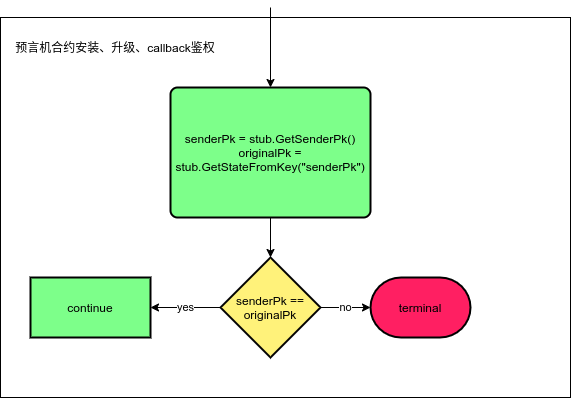 预言机合约安装、升级、callback鉴权
senderPk = stub.GetSenderPk()
originalPk =
stub.GetStateFromKey("senderPk")
senderPk ==
originalPk
continue
yes
no
terminal